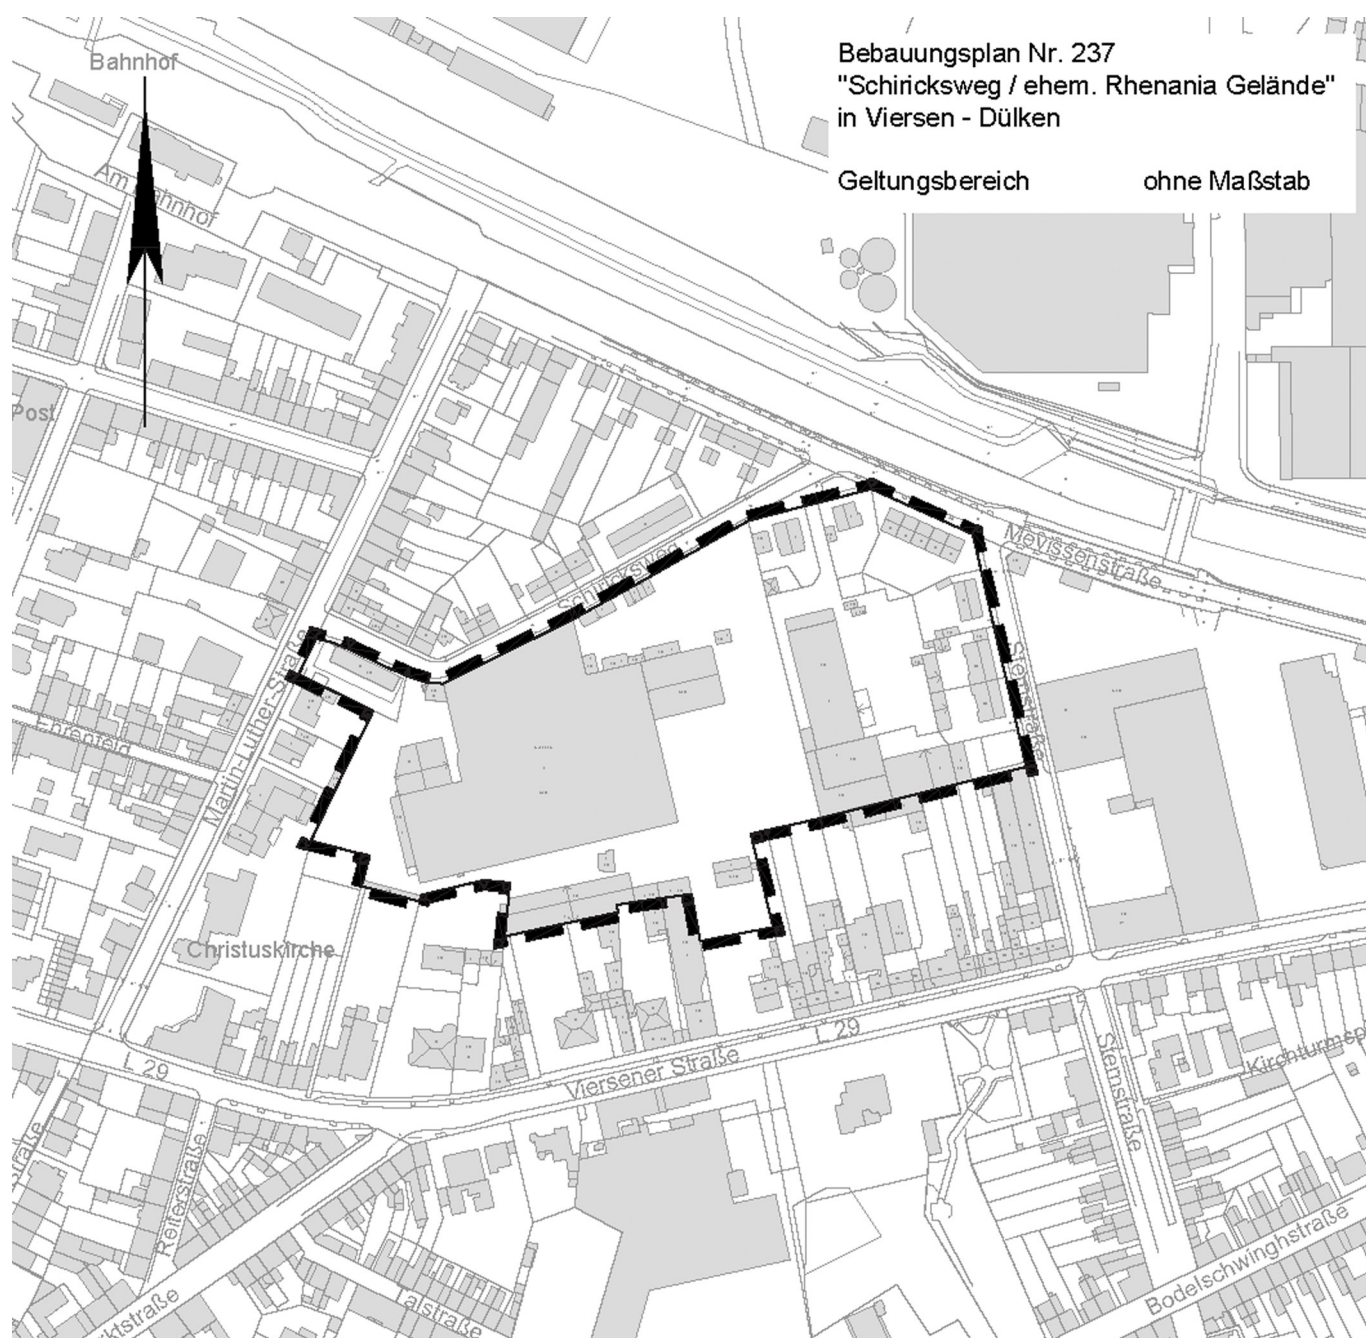 Bebauungsplan Nr. 237
"Schiricksweg / ehem. Rhenania Gelände"
in Viersen - Dülken
Geltungsbereich ohne Maßstab
Bahnhof
Am Bahnhof
Post
Mevissenstraße
Schiricksweg
Martin-Luther-Straße
Ehrenfeld
Christuskirche
L 29
L 29
Viersener Straße
Sternstraße
Reiterstraße
Talstraße
Bodelschwinghstraße